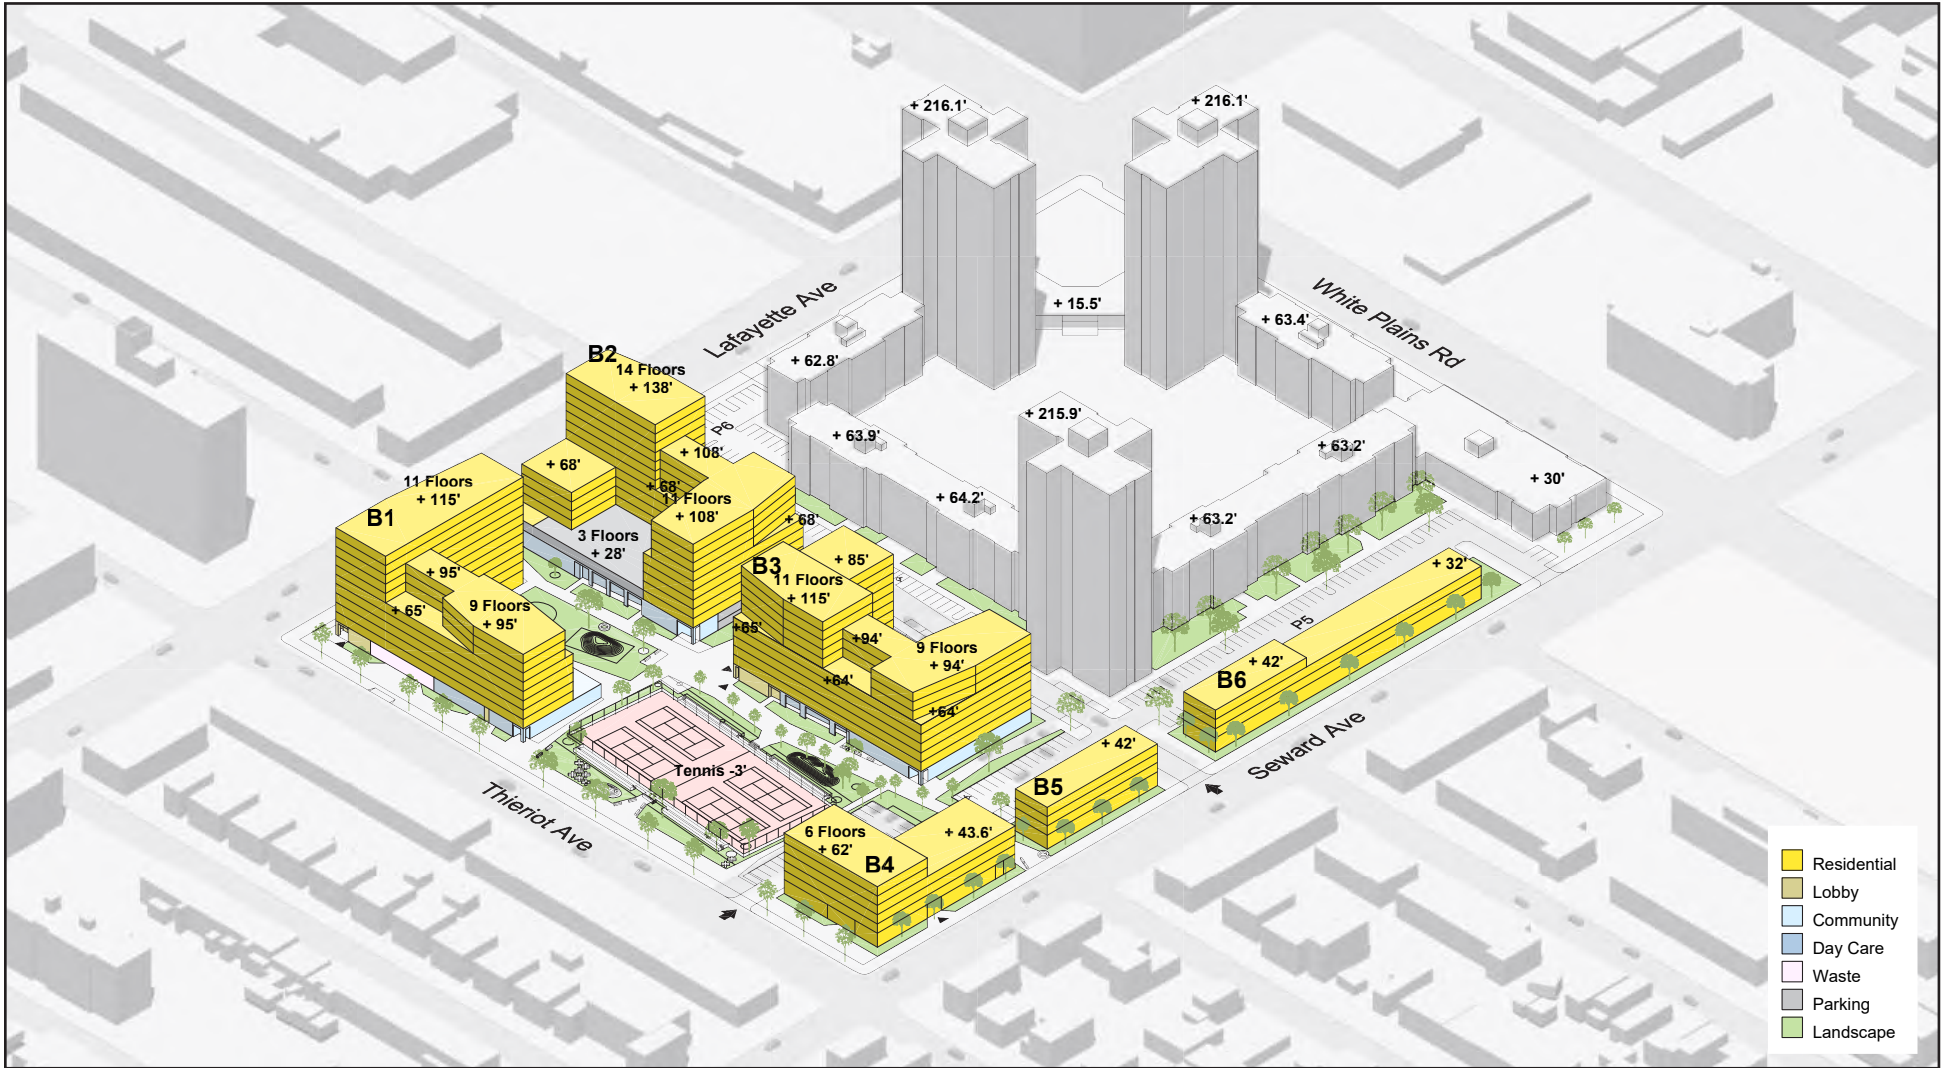 + 216.1'
+ 216.1'
+ 15.5'
Lafayette Ave
White Plains Rd
+ 63.4'
+ 62.8'
B2
14 Floors
+ 138'
+ 215.9'
P6
+ 63.9'
+ 63.2'
+ 108'
+ 68'
+ 30'
11 Floors
+ 115'
+ 68'
11 Floors
+ 108'
+ 64.2'
B1
+ 68'
+ 63.2'
3 Floors
+ 28'
+ 85'
+ 32'
B3
11 Floors
+ 115'
+ 95'
+ 65'
9 Floors
+ 95'
P5
+65'
+94'
9 Floors
+ 94'
+ 42'
B6
+64'
+64'
+ 42'
Seward Ave
Tennis -3'
B5
Thieriot Ave
6 Floors
+ 62'
+ 43.6'
B4
Residential
Lobby
Community
Day Care
Waste
Parking
Landscape